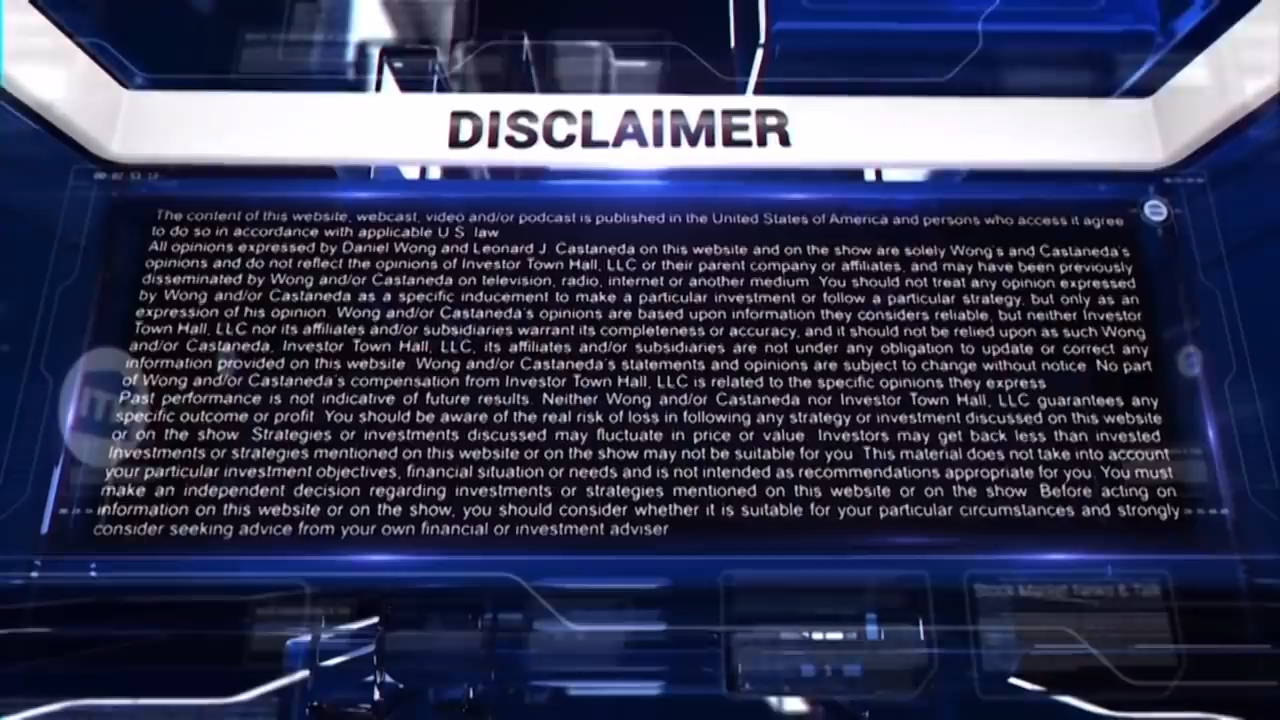 DISCLAIMER
The content of this website, webcast, video and/or podcast is published in the United States of America and persons who access it agree
to do so in accordance with applicable U.S. law
All opinions expressed by Daniel Wong and Leonard J. Castaneda on this website and on the show are solely Wong's and Castaneda's
opinions and do not reflect the opinions of Investor Town Hall, LLC or their parent company or affiliates, and may have been previously
disseminated by Wong and/or Castaneda on television, radio, internet or another medium. You should not treat any opinion expressed
by Wong and/or Castaneda as a specific inducement to make a particular investment or follow a particular strategy, but only as an
expression of his opinion. Wong and/or Castaneda's opinions are based upon information they considers reliable, but neither Investor
Town Hall, LLC nor its affiliates and/or subsidiaries warrant its completeness or accuracy, and it should not be relied upon as such Wong
and/or Castaneda, Investor Town Hall, LLC, its affiliates and/or subsidiaries are not under any obligation to update or correct any
information provided on this website. Wong and/or Castaneda's statements and opinions are subject to change without notice. No part
of Wong and/or Castaneda's compensation from Investor Town Hall, LLC is related to the specific opinions they express
Past performance is not indicative of future results. Neither Wong and/or Castaneda nor Investor Town Hall, LLC guarantees any
specific outcome or profit. You should be aware of the real risk of loss in following any strategy or investment discussed on this website
or on the show. Strategies or investments discussed may fluctuate in price or value. Investors may get back less than invested
Investments or strategies mentioned on this website or on the show may not be suitable for you. This material does not take into account
your particular investment objectives, financial situation or needs and is not intended as recommendations appropriate for you. You must
make an independent decision regarding investments or strategies mentioned on this website or on the show. Before acting on
information on this website or on the show, you should consider whether it is suitable for your particular circumstances and strongly
consider seeking advice from your own financial or investment adviser